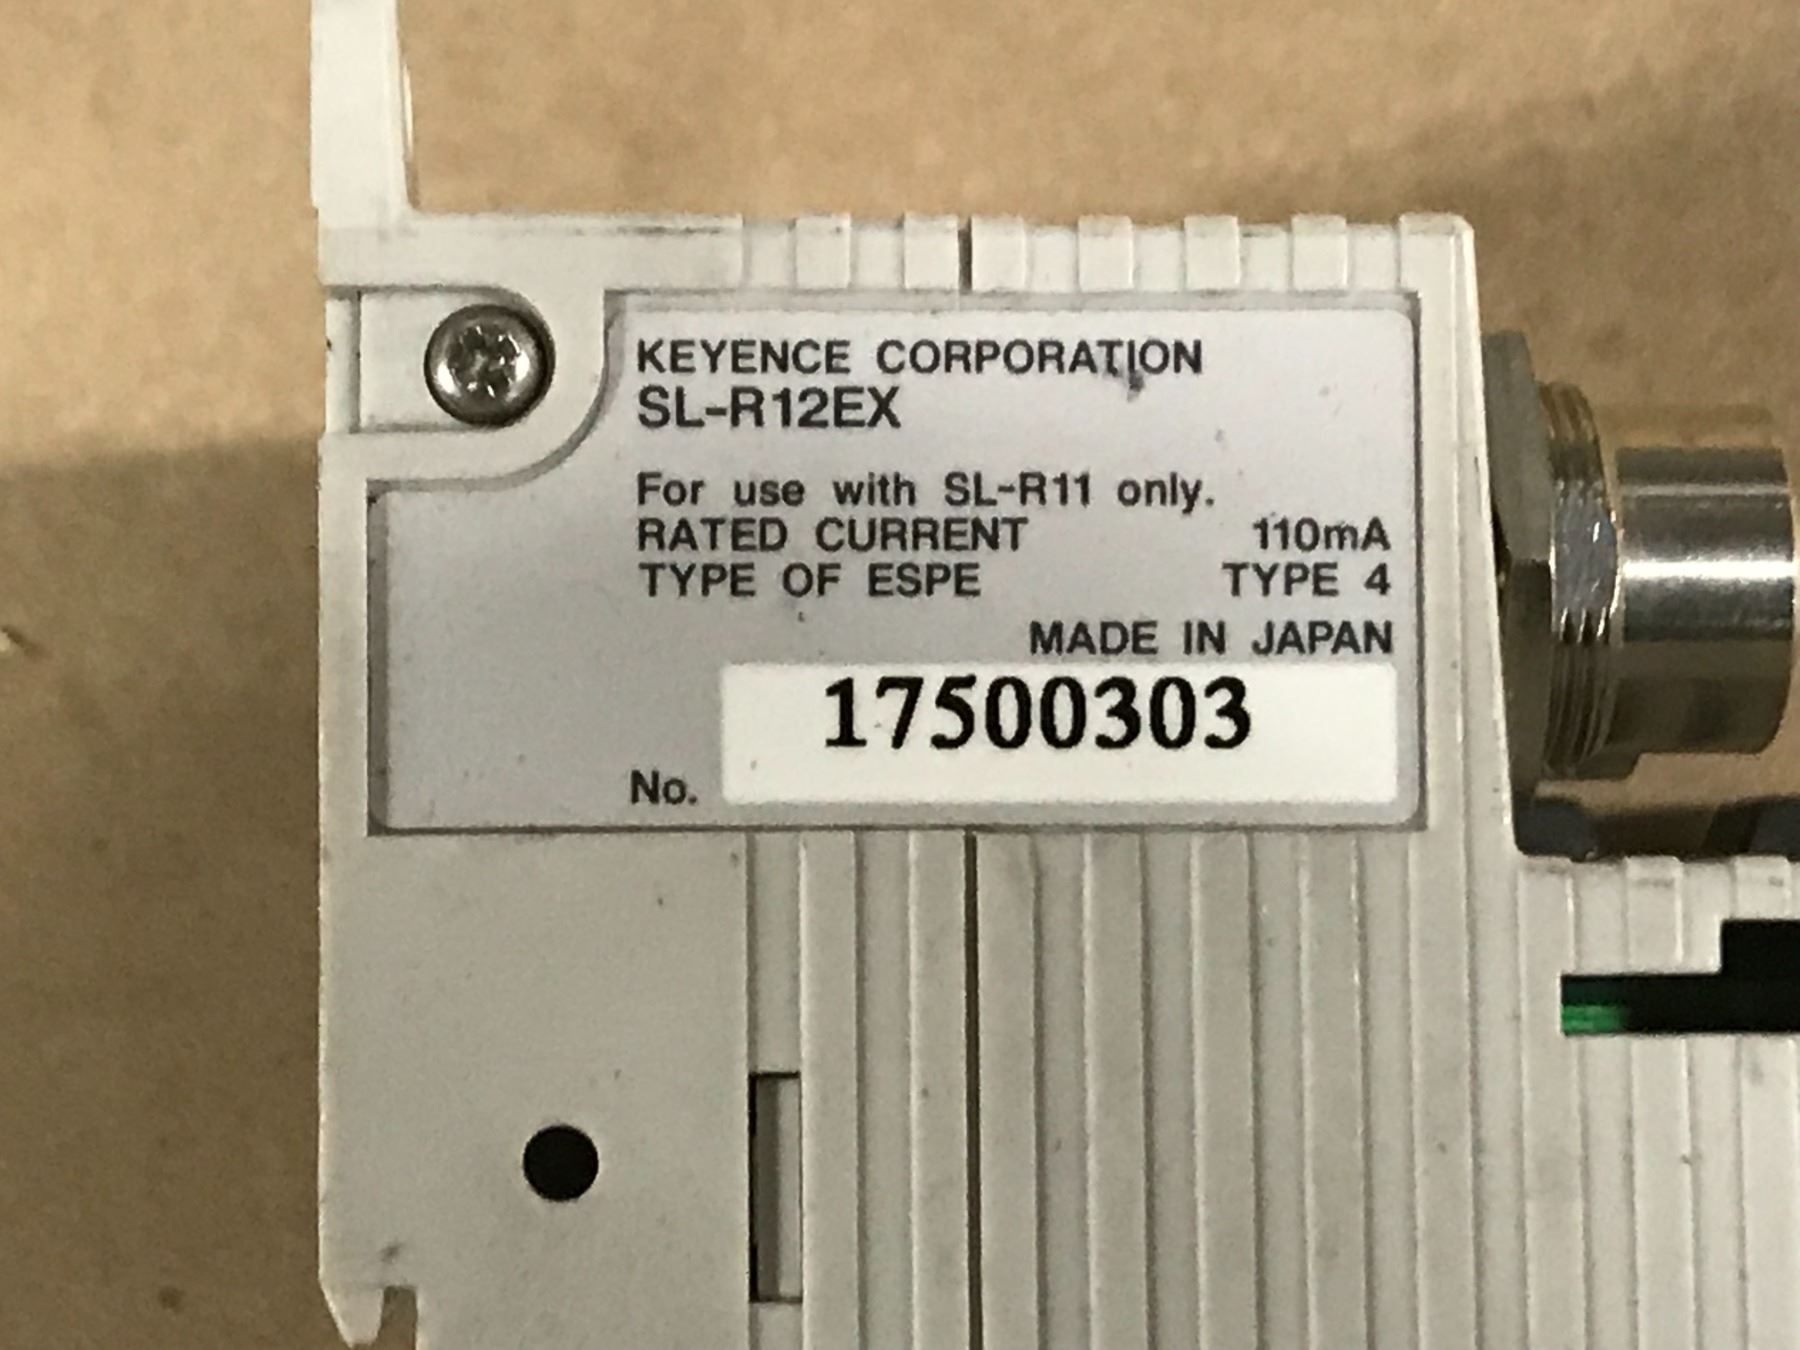 KEYENCE CORPORATION
SL-R12EX
For use with SL-R11 only.
RATED CURRENT 110mA
TYPE OF ESPE TYPE 4
MADE IN JAPAN
17500303
No.